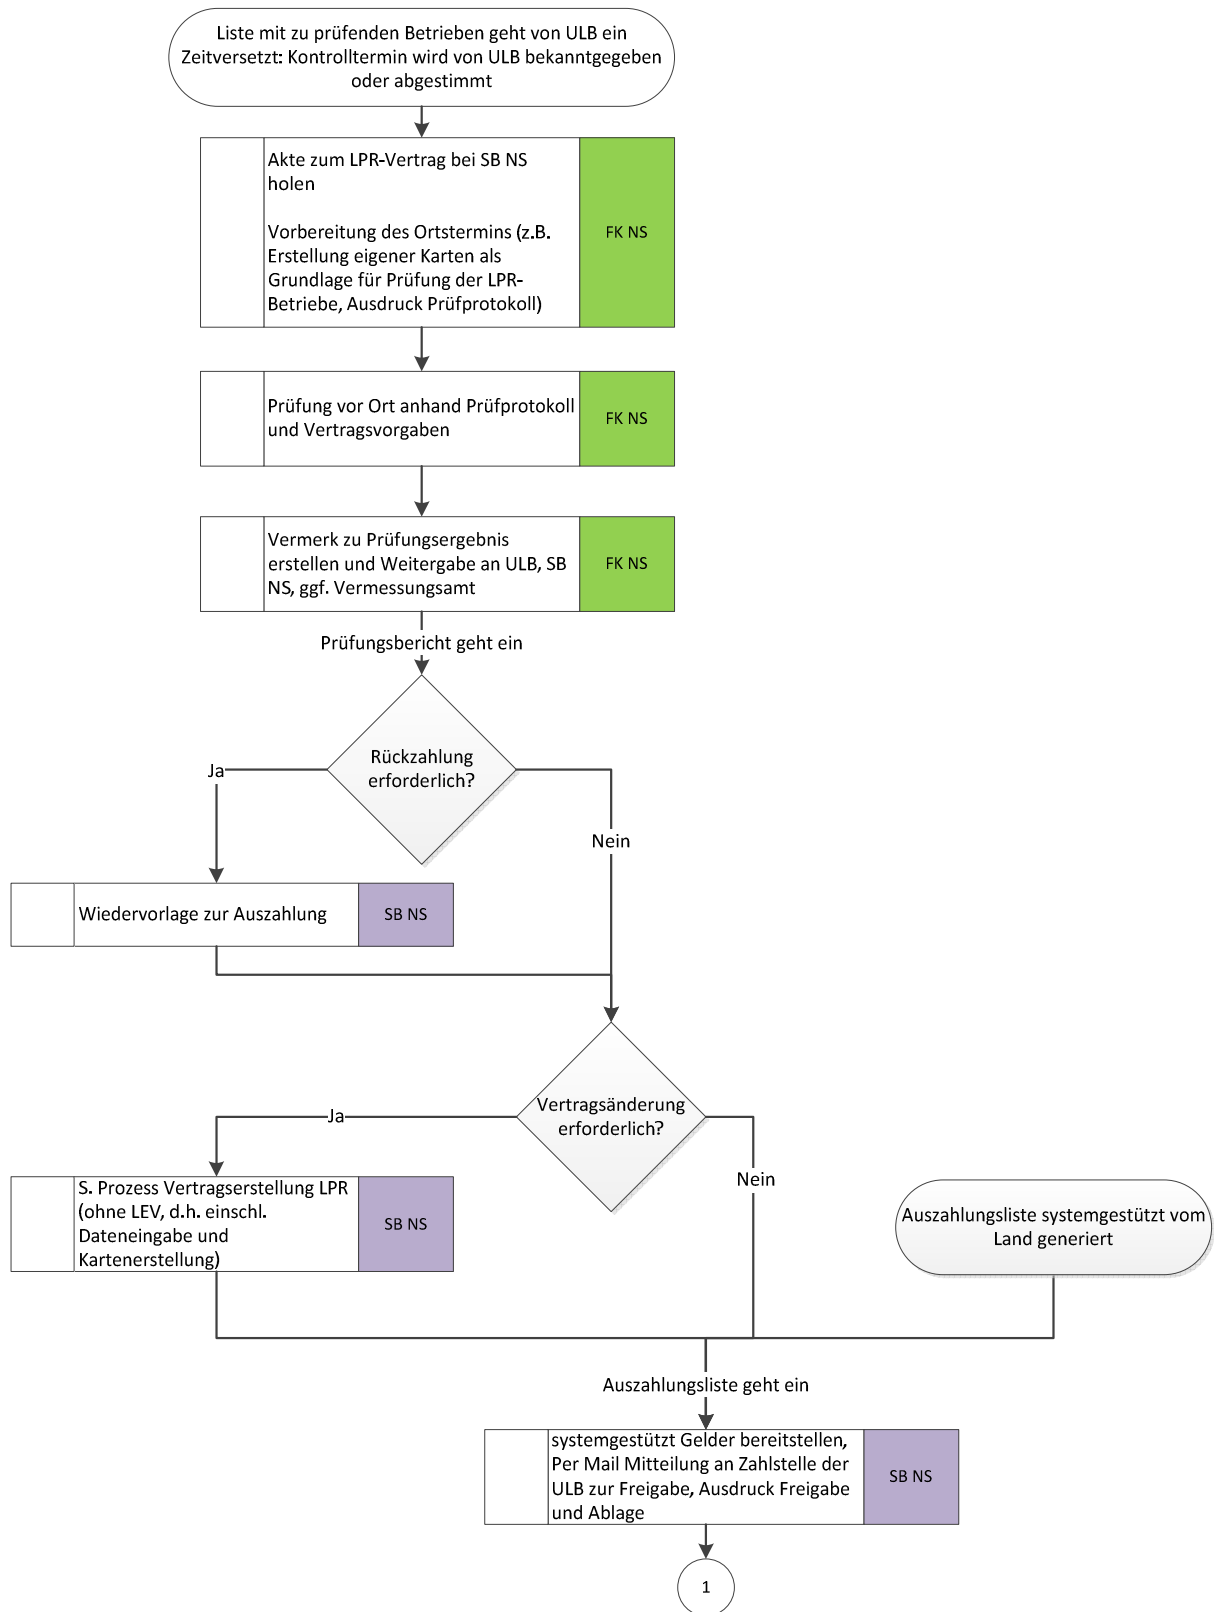 Liste mit zu prüfenden Betrieben geht von ULB ein
Zeitversetzt: Kontrolltermin wird von ULB bekanntgegeben
oder abgestimmt
Akte zum LPR-Vertrag bei SB NS
holen
Vorbereitung des Ortstermins (z.B.
Erstellung eigener Karten als
Grundlage für Prüfung der LPR-
Betriebe, Ausdruck Prüfprotokoll)
FK NS
Prüfung vor Ort anhand Prüfprotokoll
und Vertragsvorgaben
FK NS
Vermerk zu Prüfungsergebnis
erstellen und Weitergabe an ULB, SB
NS, ggf. Vermessungsamt
FK NS
Prüfungsbericht geht ein
Rückzahlung
erforderlich?
Ja
Nein
Wiedervorlage zur Auszahlung
SB NS
Vertragsänderung
erforderlich?
Ja
Nein
S. Prozess Vertragserstellung LPR
(ohne LEV, d.h. einschl.
Dateneingabe und
Kartenerstellung)
SB NS
Auszahlungsliste systemgestützt vom
Land generiert
Auszahlungsliste geht ein
systemgestützt Gelder bereitstellen,
Per Mail Mitteilung an Zahlstelle der
ULB zur Freigabe, Ausdruck Freigabe
und Ablage
SB NS
1